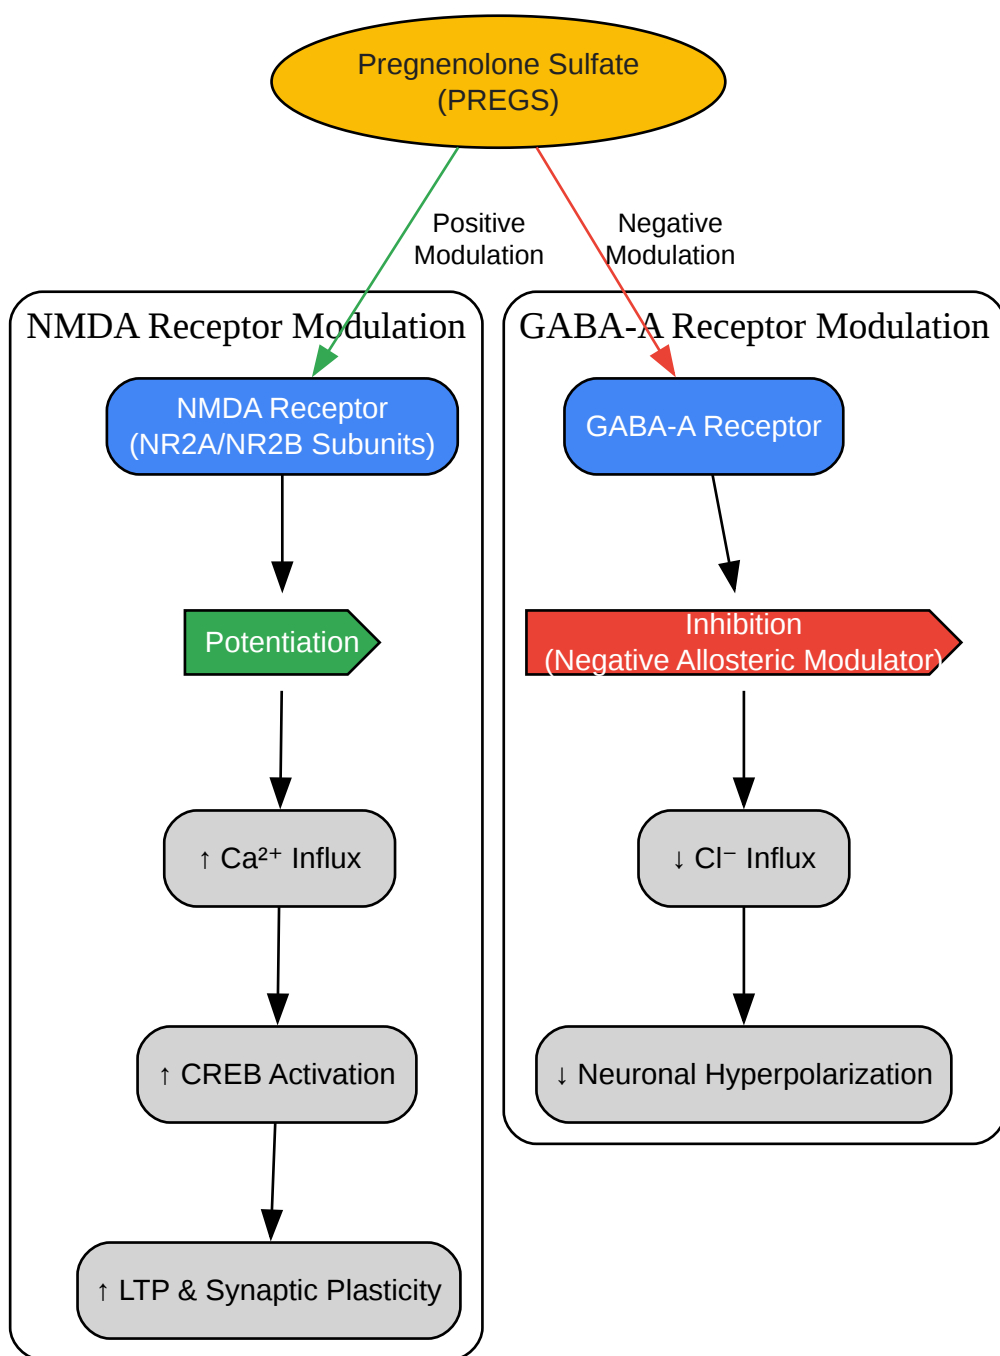 Pregnenolone Sulfate
(PREGS)
Positive
Modulation
Negative
Modulation
NMDA Receptor Modulation
NMDA Receptor
(NR2A/NR2B Subunits)
Potentiation
↑ Ca²⁺ Influx
↑ CREB Activation
↑ LTP & Synaptic Plasticity
GABA-A Receptor Modulation
GABA-A Receptor
Inhibition
(Negative Allosteric Modulator)
↓ Cl⁻ Influx
↓ Neuronal Hyperpolarization